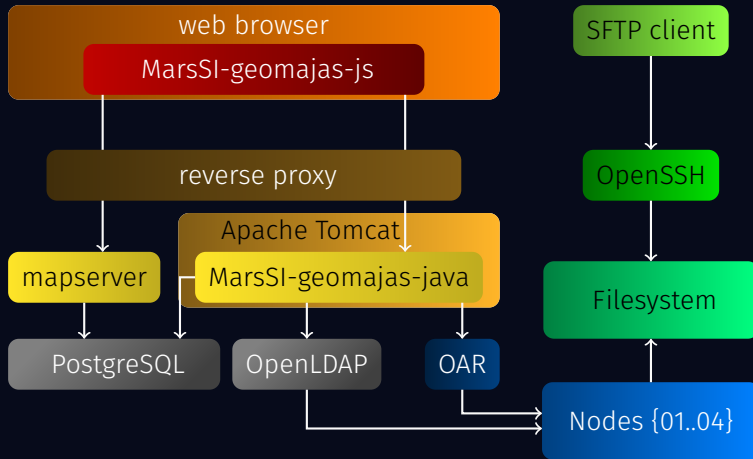 web browser
SFTP client
MarsSI-geomajas-js
reverse proxy
OpenSSH
Apache Tomcat
mapserver
MarsSI-geomajas-java
Filesystem
PostgreSQL
OpenLDAP
OAR
Nodes {01..04}